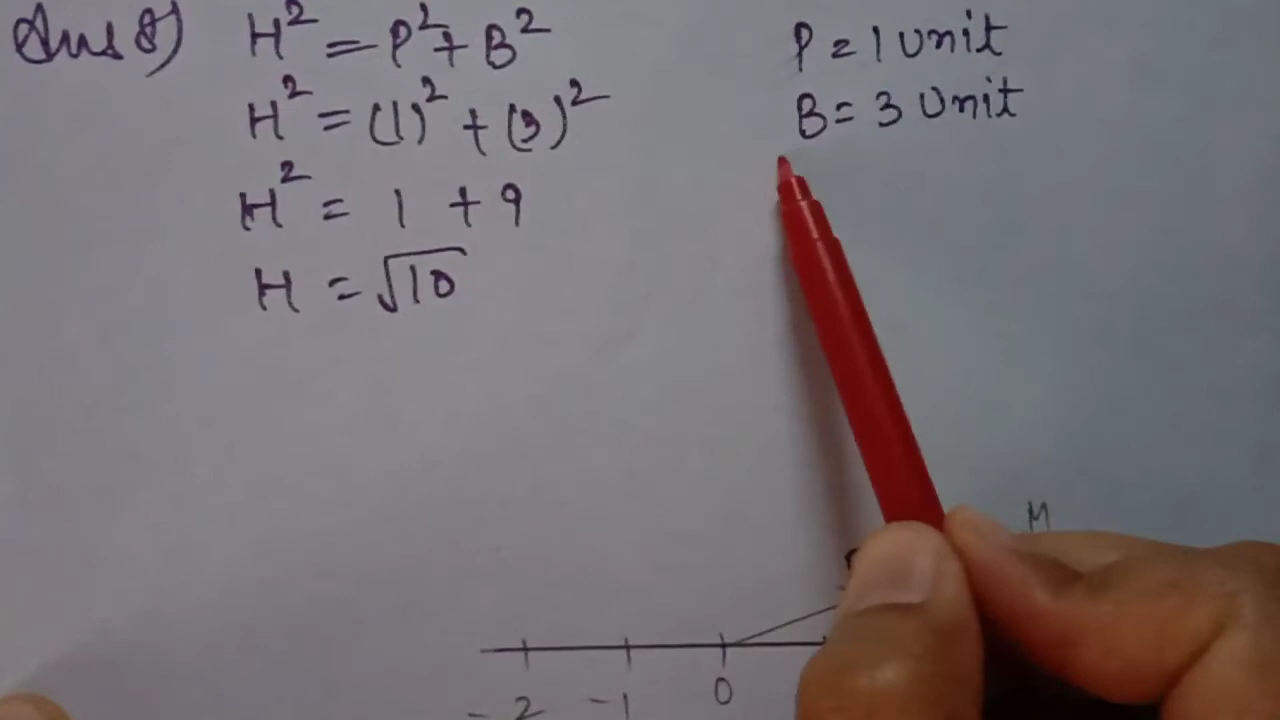 Ans 8) H² = P² + B²
P = 1 Unit
H² = (1)² + (3)²
B = 3 Unit
H² = 1 + 9
H = √10
M
-2 -1 0